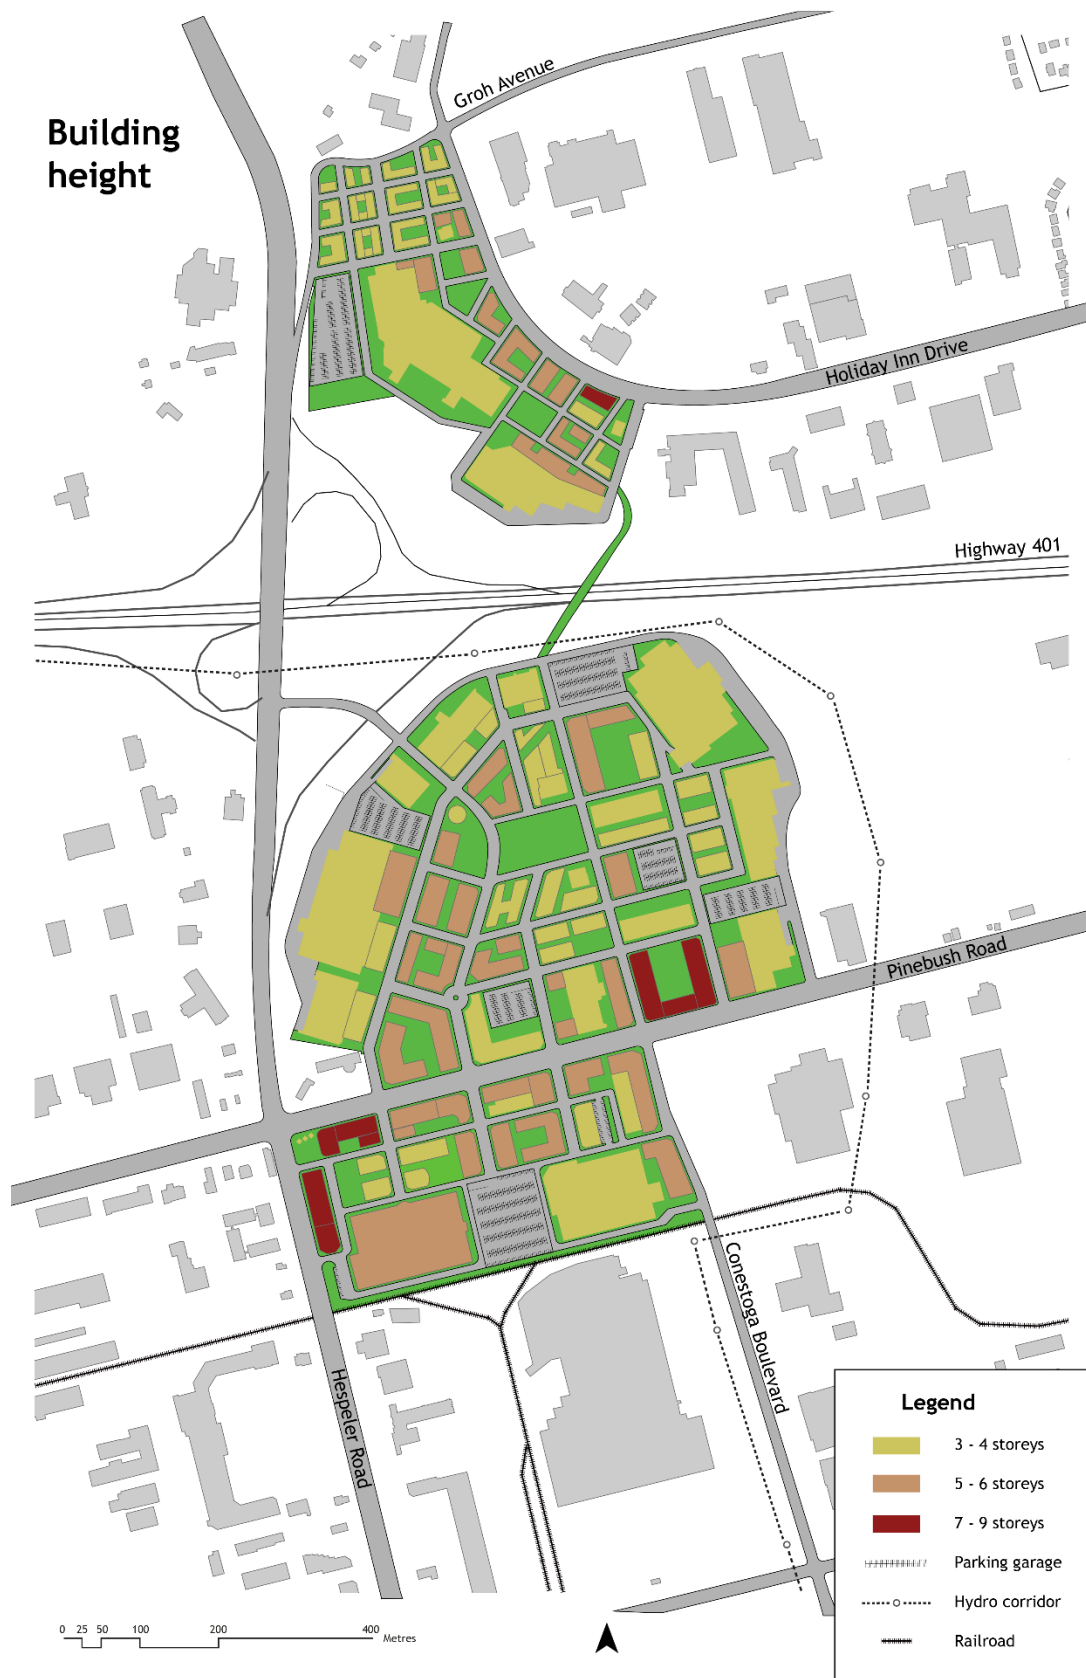 Building
height
Groh Avenue
Holiday Inn Drive
Highway 401
Pinebush Road
Conestoga Boulevard
Hespeler Road
Legend
3 - 4 storeys
5 - 6 storeys
7 - 9 storeys
Parking garage
Hydro corridor
Railroad
0 25 50 100 200 400
Metres